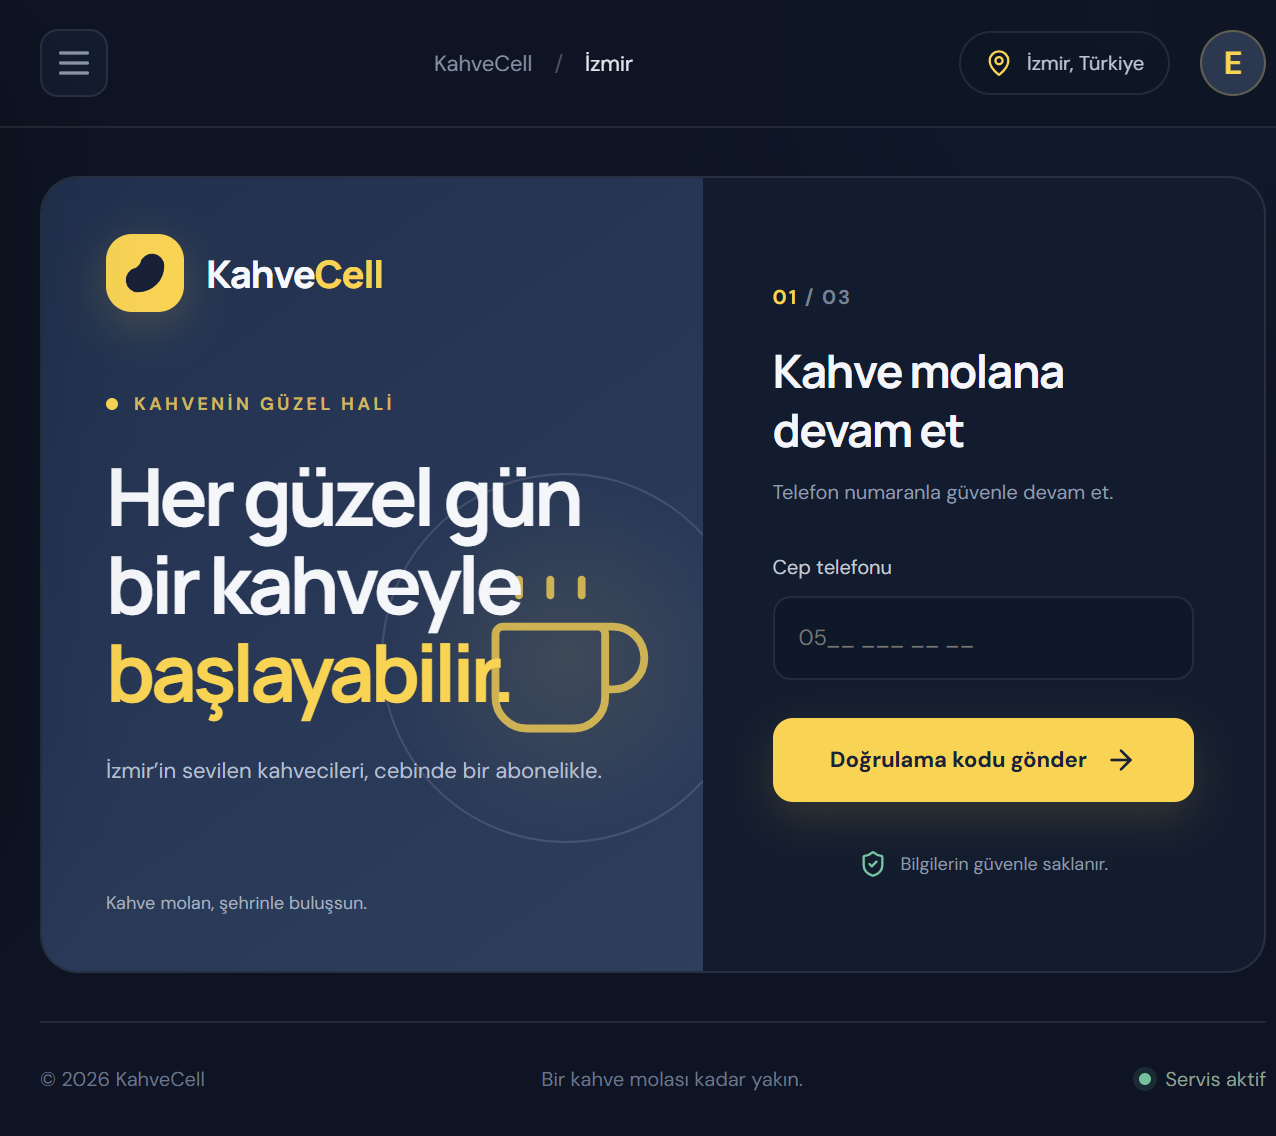 KahveCell / İzmir
İzmir, Türkiye
E
KahveCell
KAHVENİN GÜZEL HALİ
Her güzel gün
bir kahveyle
başlayabilir.
İzmir’in sevilen kahvecileri, cebinde bir abonelikle.
Kahve molan, şehrinle buluşsun.
01 / 03
Kahve molana
devam et
Telefon numaranla güvenle devam et.
Cep telefonu
05__ ___ __ __
Doğrulama kodu gönder
Bilgilerin güvenle saklanır.
© 2026 KahveCell
Bir kahve molası kadar yakın.
Servis aktif